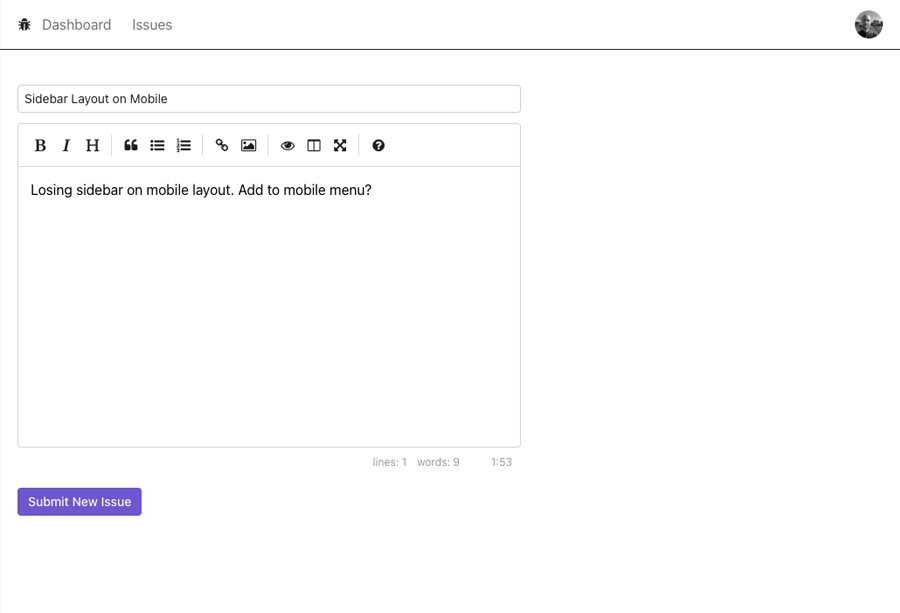 Dashboard Issues
Sidebar Layout on Mobile
B I H
Losing sidebar on mobile layout. Add to mobile menu?
lines: 1 words: 9 1:53
Submit New Issue